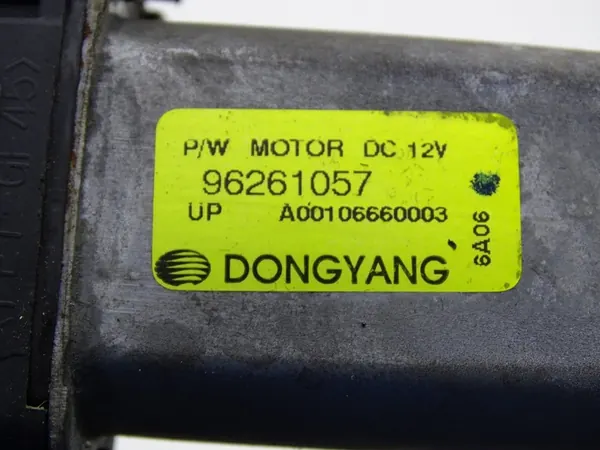 P/W MOTOR DC 12V
96261057
UP A00106660003
6A06
DONGYANG